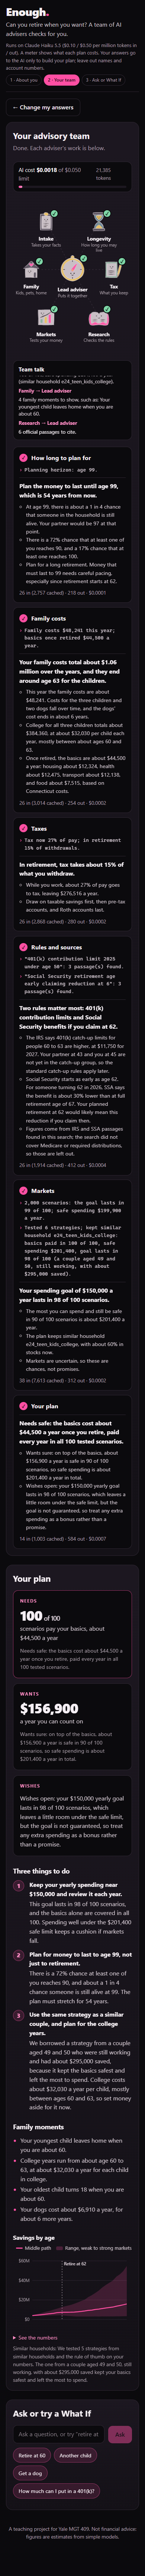 Enough.
Can you retire when you want? A team of AI
advisers checks for you.
Runs on Claude Haiku 5.5 ($0.16 / $0.50 per million tokens in
/ out). A meter shows what each plan costs. Your answers go
to the AI only to build your plan; please leave out names and
account numbers.
1 · About you
2 · Your team
3 · Ask or What If
← Change my answers
Your advisory team
Done. Each adviser's work is below.
AI cost $0.0018 of $0.050
limit
21,385
tokens
Intake
Takes your facts
Longevity
How long you may
live
Family
Kids, pets, home
Lead adviser
Puts it together
Tax
What you keep
Markets
Tests your money
Research
Checks the rules
Team talk
(similar household e24_teen_kids_college).
Family → Lead adviser
4 family moments to show, such as: Your
youngest child leaves home when you are
about 60.
Research → Lead adviser
6 official passages to cite.
How long to plan for
Planning horizon: age 99.
Plan for the money to last until age 99,
which is 54 years from now.
At age 99, there is about a 1 in 4 chance
that someone in the household is still
alive. Your partner would be 97 at that
point.
There is a 72% chance that at least one of
you reaches 90, and a 17% chance that at
least one reaches 100.
Plan for a long retirement. Money that
must last to 99 needs careful pacing,
especially since retirement starts at 62.
26 in (2,757 cached) · 218 out · $0.0001
Family costs
Family costs $48,241 this year;
basics once retired $44,500 a
year.
Your family costs total about $1.06
million over the years, and they end
around age 63 for the children.
This year the family costs are about
$48,241. Costs for the three children and
two dogs fall over time, and the dogs'
cost ends in about 6 years.
College for all three children totals about
$384,360, at about $32,030 per child each
year, mostly between about ages 60 and
63.
Once retired, the basics cost about $44,500
a year: housing about $12,324, health
about $12,475, transport about $12,138,
and food about $7,515, based on
Connecticut costs.
26 in (3,014 cached) · 254 out · $0.0002
Taxes
Tax now 27% of pay; in retirement
15% of withdrawals.
In retirement, tax takes about 15% of
what you withdraw.
While you work, about 27% of pay goes
to tax, leaving $276,516 a year.
Draw on taxable savings first, then pre-tax
accounts, and Roth accounts last.
26 in (2,868 cached) · 280 out · $0.0002
Rules and sources
"401(k) contribution limit 2026
under age 50": 3 passage(s) found.
"Social Security retirement age
early claiming reduction at 6": 3
passage(s) found.
Two rules matter most: 401(k)
contribution limits and Social
Security benefits if you claim at 62.
The IRS says 401(k) catch-up limits for
people 60 to 63 are higher, at $11,750 for
2027. Your partner at 43 and you at 45 are
not yet in the catch-up group, so the
standard catch-up rules apply later.
Social Security starts as early as age 62.
For someone turning 62 in 2026, SSA says
the benefit is about 30% lower than at full
retirement age of 67. Your planned
retirement at 62 would likely mean this
reduction if you claim then.
Figures come from IRS and SSA passages
found in this search; the search did not
cover Medicare or required distributions,
so those are left out.
26 in (1,914 cached) · 412 out · $0.0004
Markets
2,000 scenarios: the goal lasts in
98 of 100; safe spending $199,900
a year.
Tested 6 strategies; kept similar
household e24_teen_kids_college:
basics paid in 100 of 100, safe
spending $201,400, goal lasts in
98 of 100 (a couple aged 49 and
50, still working, with about
$295,000 saved).
Your spending goal of $150,000 a
year lasts in 98 of 100 scenarios.
The most you can spend and still be safe
in 90 of 100 scenarios is about $201,400 a
year.
The plan keeps similar household
e24_teen_kids_college, with about 60% in
stocks now.
Markets are uncertain, so these are
chances, not promises.
38 in (7,613 cached) · 312 out · $0.0002
Your plan
Needs safe: the basics cost about
$44,500 a year once you retire, paid
every year in all 100 tested scenarios.
Wants sure: on top of the basics, about
$156,900 a year is safe in 90 of 100
scenarios, so safe spending is about
$201,400 a year in total.
Wishes open: your $150,000 yearly goal
lasts in 98 of 100 scenarios, which leaves a
little room under the safe limit, but the
goal is not guaranteed, so treat any extra
spending as a bonus rather than a
promise.
14 in (1,003 cached) · 584 out · $0.0007
Your plan
NEEDS
100 of 100
scenarios pay your basics, about
$44,500 a year
Needs safe: the basics cost about $44,500 a
year once you retire, paid every year in all
100 tested scenarios.
WANTS
$156,900
a year you can count on
Wants sure: on top of the basics, about
$156,900 a year is safe in 90 of 100
scenarios, so safe spending is about
$201,400 a year in total.
WISHES
Wishes open: your $150,000 yearly goal
lasts in 98 of 100 scenarios, which
leaves a little room under the safe limit,
but the goal is not guaranteed, so treat
any extra spending as a bonus rather
than a promise.
Three things to do
1
Keep your yearly spending near
$150,000 and review it each year.
This goal lasts in 98 of 100 scenarios,
and the basics are covered in all
100. Spending well under the $201,400
safe limit keeps a cushion if markets
fall.
2
Plan for money to last to age 99, not
just to retirement.
There is a 72% chance at least one of
you reaches 90, and about a 1 in 4
chance someone is still alive at 99. The
plan must stretch for 54 years.
3
Use the same strategy as a similar
couple, and plan for the college
years.
We borrowed a strategy from a couple
aged 49 and 50 who were still working
and had about $295,000 saved,
because it kept the basics safest and
left the most to spend. College costs
about $32,030 a year per child, mostly
between ages 60 and 63, so set money
aside for it now.
Family moments
Your youngest child leaves home when
you are about 60.
College years run from about age 60 to
63, at about $32,030 a year for each child
in college.
Your oldest child turns 18 when you are
about 60.
Your dogs cost about $6,910 a year, for
about 6 more years.
Savings by age
Middle path
Range, weak to strong markets
$60M
$40M
$20M
$0
Retire at 62
See the numbers
Similar households: We tested 5 strategies from
similar households and the rule of thumb on your
numbers. The one from a couple aged 49 and 50, still
working, with about $295,000 saved kept your basics
safest and left the most to spend.
Ask or try a What If
Ask a question, or try "retire at
Ask
Retire at 60
Another child
Get a dog
How much can I put in a 401(k)?
A teaching project for Yale MGT 409. Not financial advice:
figures are estimates from simple models.